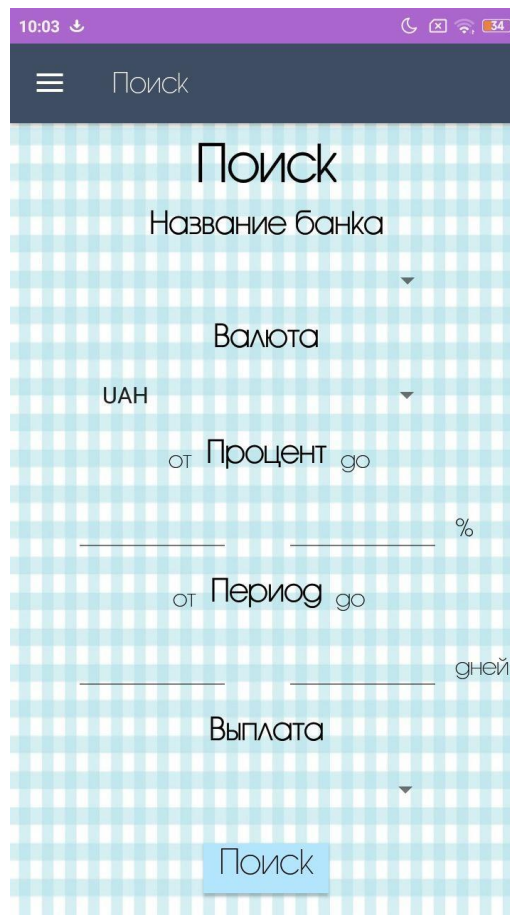 10:03
34
Поиск
Поиск
Название банка
Валюта
UAH
от Процент до
%
от Период до
дней
Выплата
Поиск